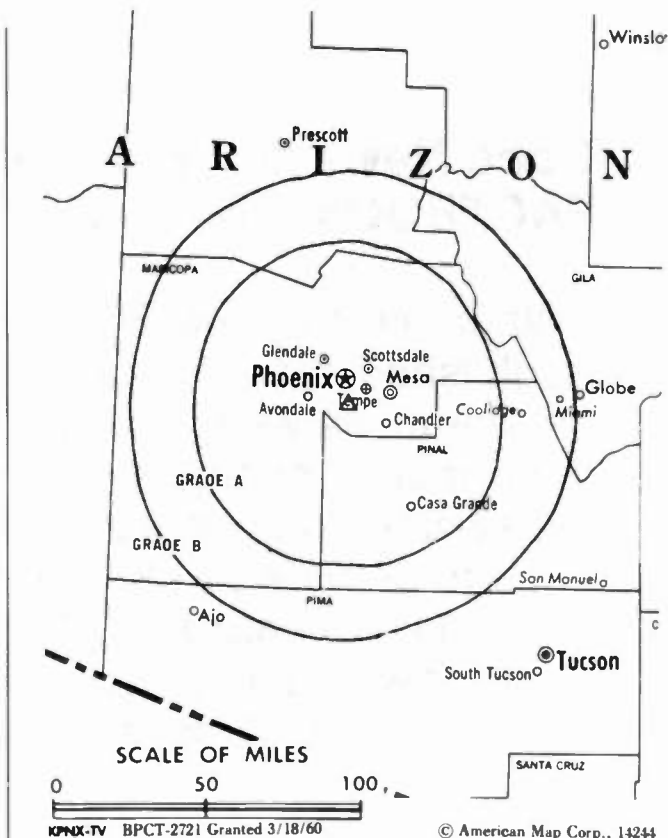 Winslo
Prescott
A R I Z O N
MARICOPA
GILA
Glendale
Scottsdale
Phoenix
Mesa
Globe
Tempe
Avondale
Coolidge
Miami
Chandler
PINAL
GRADE A
Casa Grande
GRADE B
San Manuel
PIMA
Ajo
C
Tucson
South Tucson
SCALE OF MILES
SANTA CRUZ
0 50 100
KPNX-TV BPCT-2721 Granted 3/18/60
© American Map Corp., 14244